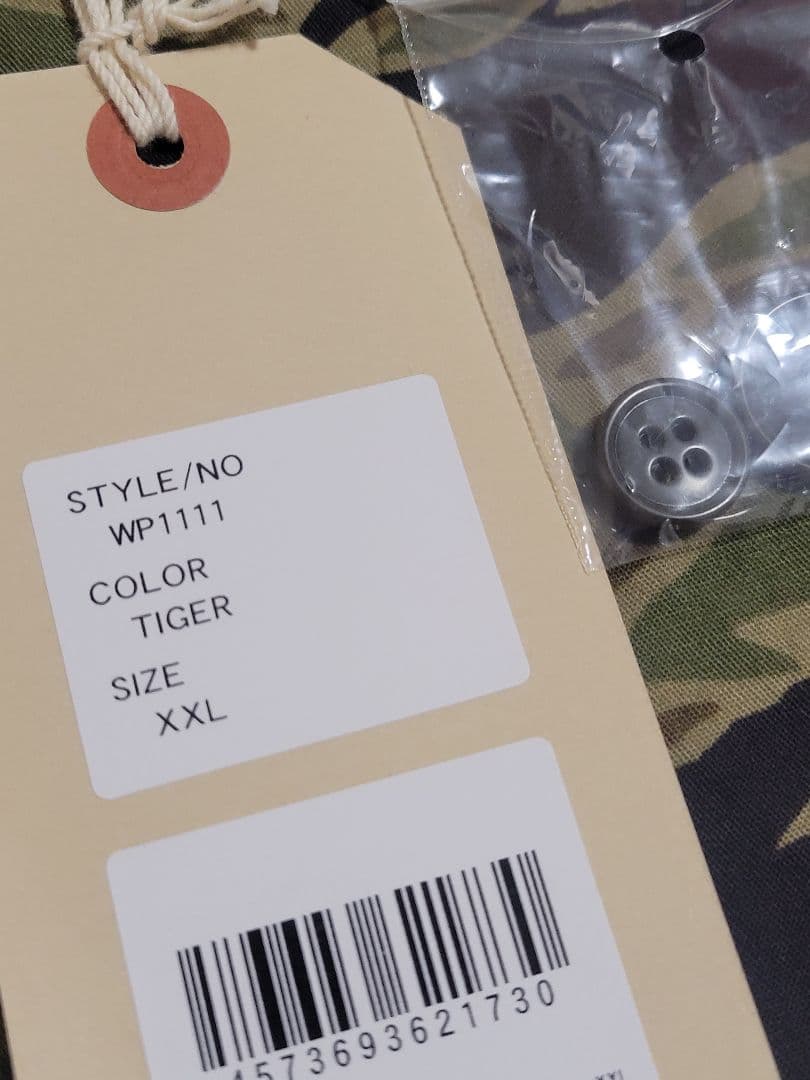 STYLE/NO
WP1111
COLOR
TIGER
SIZE
XXL
4573693621730